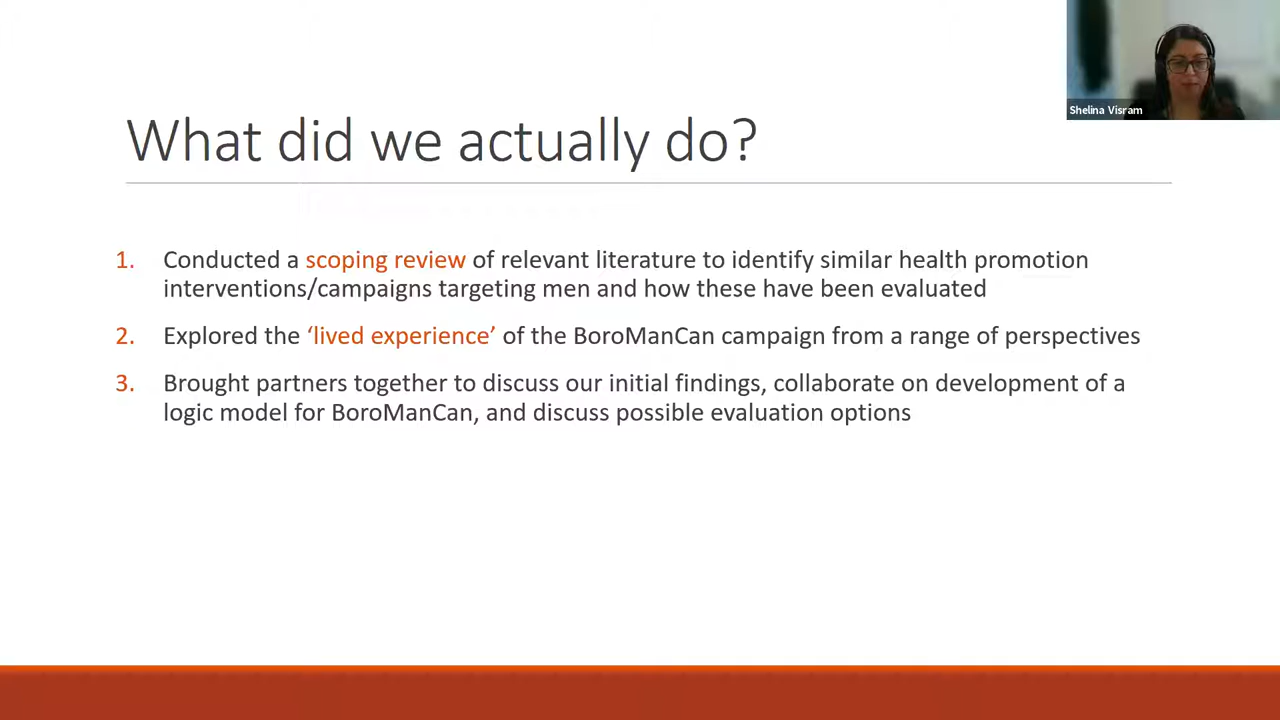 Shelina Visram
What did we actually do?
1. Conducted a scoping review of relevant literature to identify similar health promotion
interventions/campaigns targeting men and how these have been evaluated
2. Explored the ‘lived experience’ of the BoroManCan campaign from a range of perspectives
3. Brought partners together to discuss our initial findings, collaborate on development of a
logic model for BoroManCan, and discuss possible evaluation options